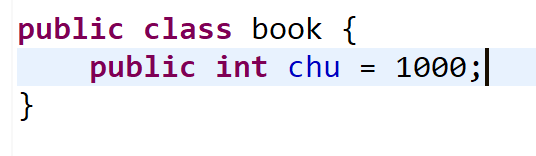 public class book {
    public int chu = 1000;
}